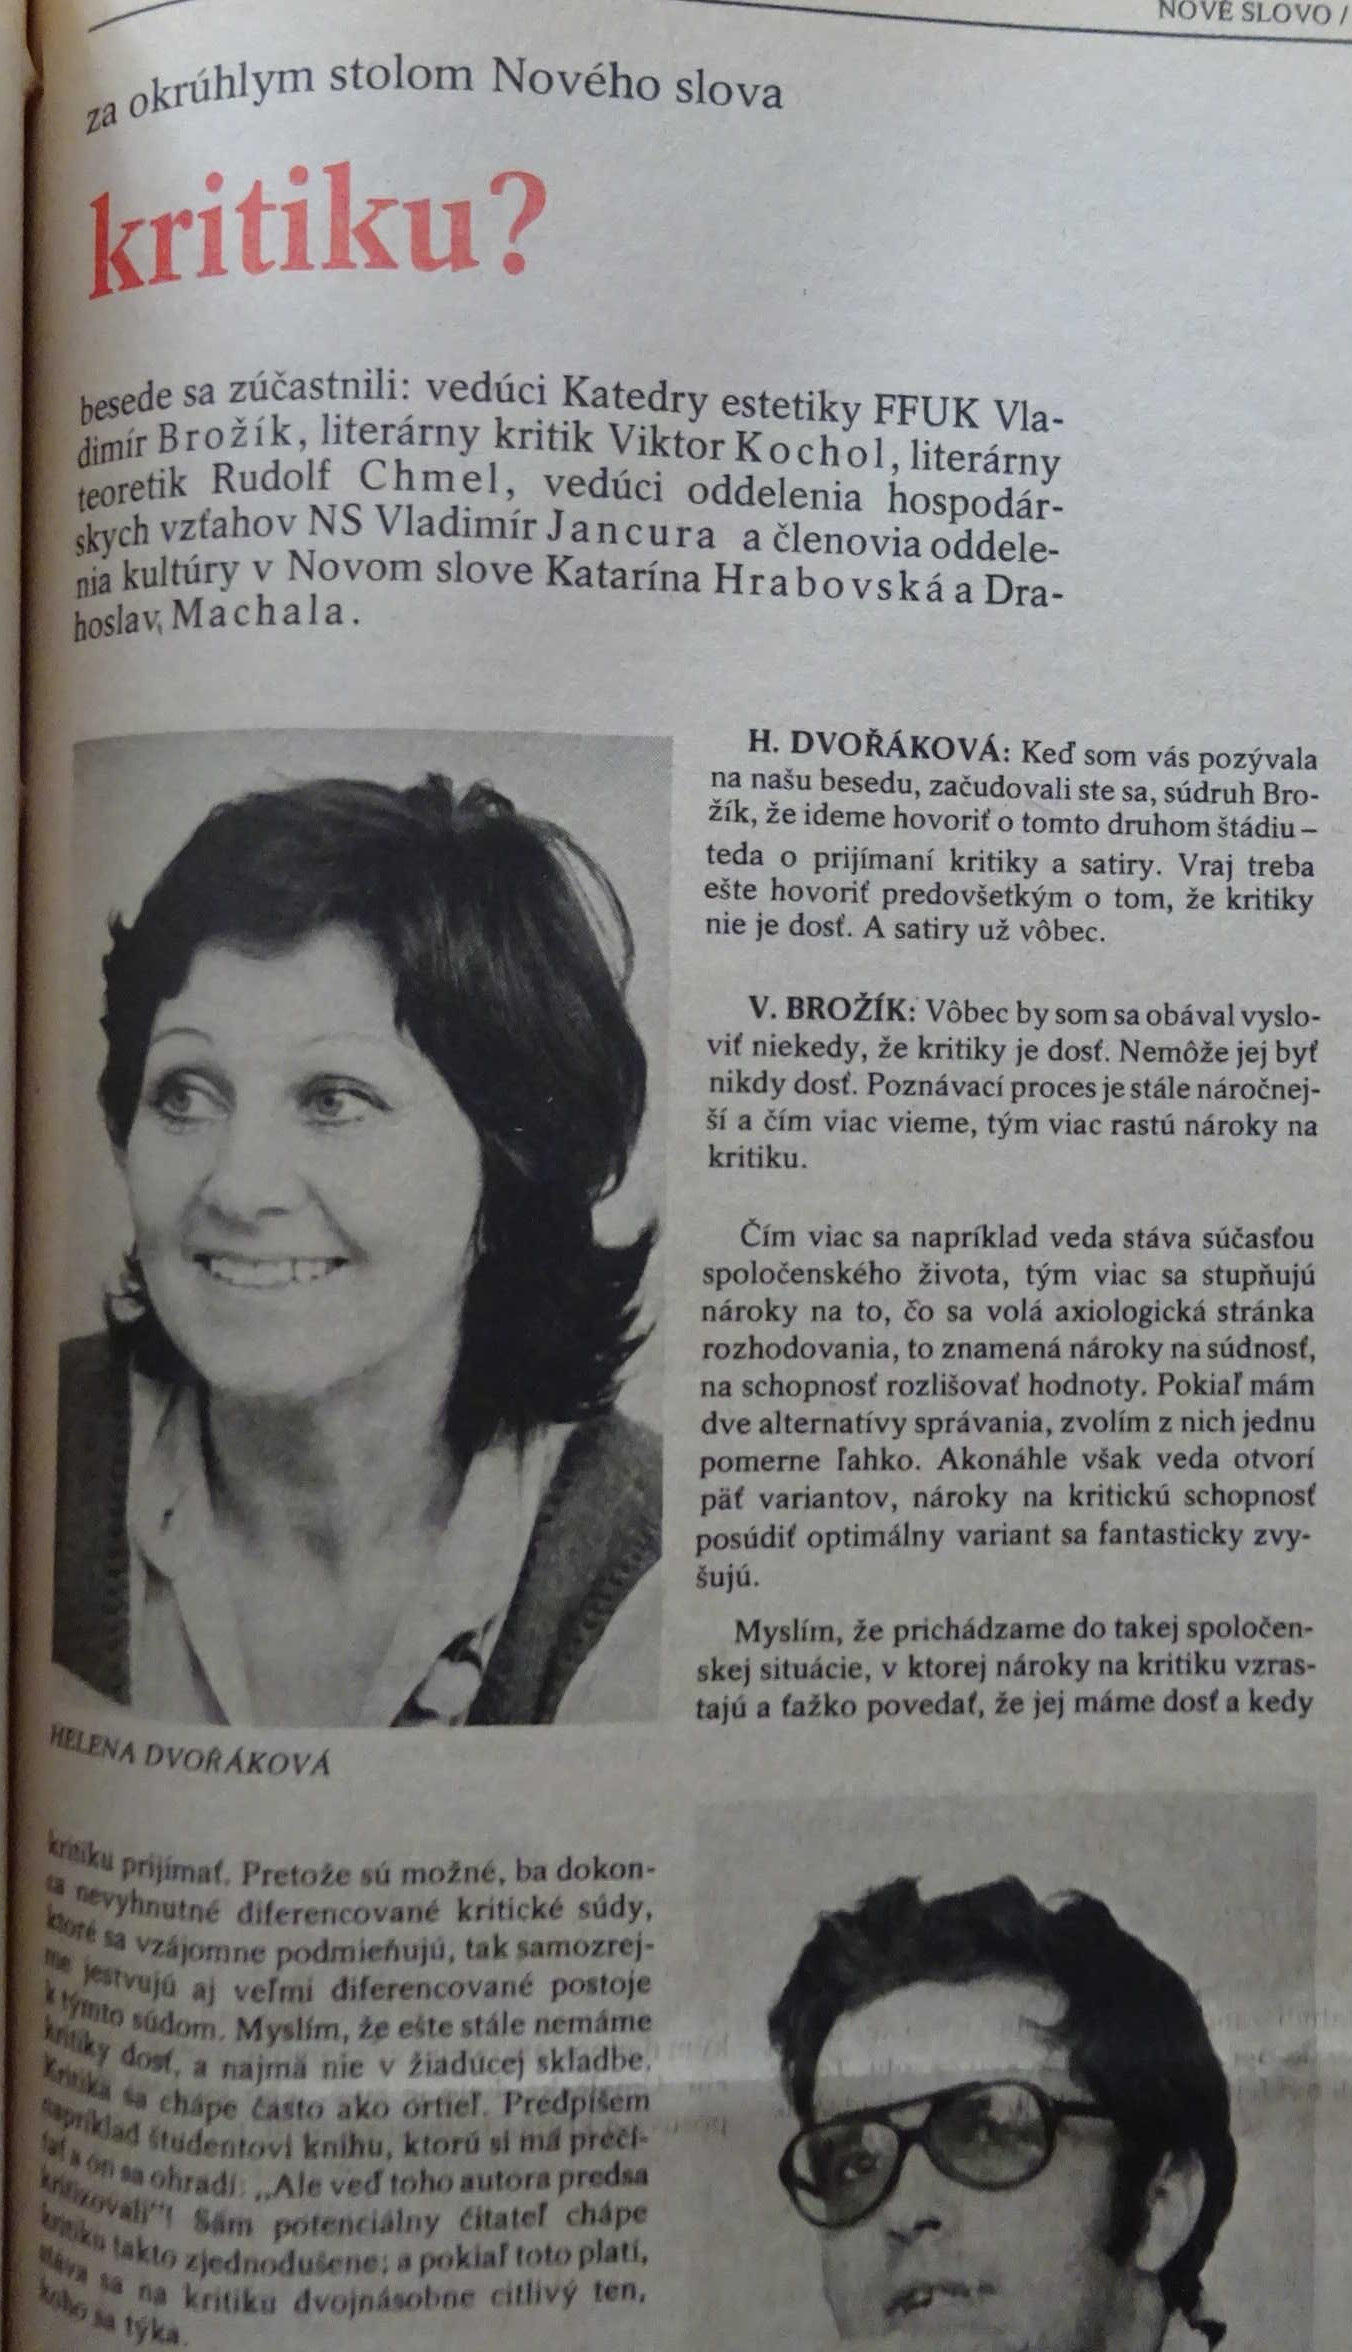 NOVÉ SLOVO /
za okrúhlym stolom Nového slova
kritiku?
besede sa zúčastnili: vedúci Katedry estetiky FFUK Vla-
dimír Brožík, literárny kritik Viktor Kochol, literárny
teoretik Rudolf Chmel, vedúci oddelenia hospodár-
skych vzťahov NS Vladimír Jancura a členovia oddele-
nia kultúry v Novom slove Katarína Hrabovská a Dra-
hoslav Machala.
H. DVOŘÁKOVÁ: Keď som vás pozývala
na našu besedu, začudovali ste sa, súdruh Bro-
žík, že ideme hovoriť o tomto druhom štádiu –
teda o prijímaní kritiky a satiry. Vraj treba
ešte hovoriť predovšetkým o tom, že kritiky
nie je dosť. A satiry už vôbec.
V. BROŽÍK: Vôbec by som sa obával vyslo-
viť niekedy, že kritiky je dosť. Nemôže jej byť
nikdy dosť. Poznávací proces je stále náročnej-
ší a čím viac vieme, tým viac rastú nároky na
kritiku.
Čím viac sa napríklad veda stáva súčasťou
spoločenského života, tým viac sa stupňujú
nároky na to, čo sa volá axiologická stránka
rozhodovania, to znamená nároky na súdnosť,
na schopnosť rozlišovať hodnoty. Pokiaľ mám
dve alternatívy správania, zvolím z nich jednu
pomerne ľahko. Akonáhle však veda otvorí
päť variantov, nároky na kritickú schopnosť
posúdiť optimálny variant sa fantasticky zvy-
šujú.
Myslím, že prichádzame do takej spoločen-
skej situácie, v ktorej nároky na kritiku vzras-
tajú a ťažko povedať, že jej máme dosť a kedy
HELENA DVOŘÁKOVÁ
kritiku prijímať. Pretože sú možné, ba dokon-
ca nevyhnutné diferencované kritické súdy,
ktoré sa vzájomne podmieňujú, tak samozrej-
me jestvujú aj veľmi diferencované postoje
k týmto súdom. Myslím, že ešte stále nemáme
kritiky dosť, a najmä nie v žiadúcej skladbe.
Kritika sa chápe často ako ortieľ. Predpíšem
napríklad študentovi knihu, ktorú si má prečí-
tať a on sa ohradí: „Ale veď toho autora predsa
kritizovali"! Sám potenciálny čitateľ chápe
kritiku takto zjednodušene; a pokiaľ toto platí,
stáva sa na kritiku dvojnásobne citlivý ten,
koho sa týka.